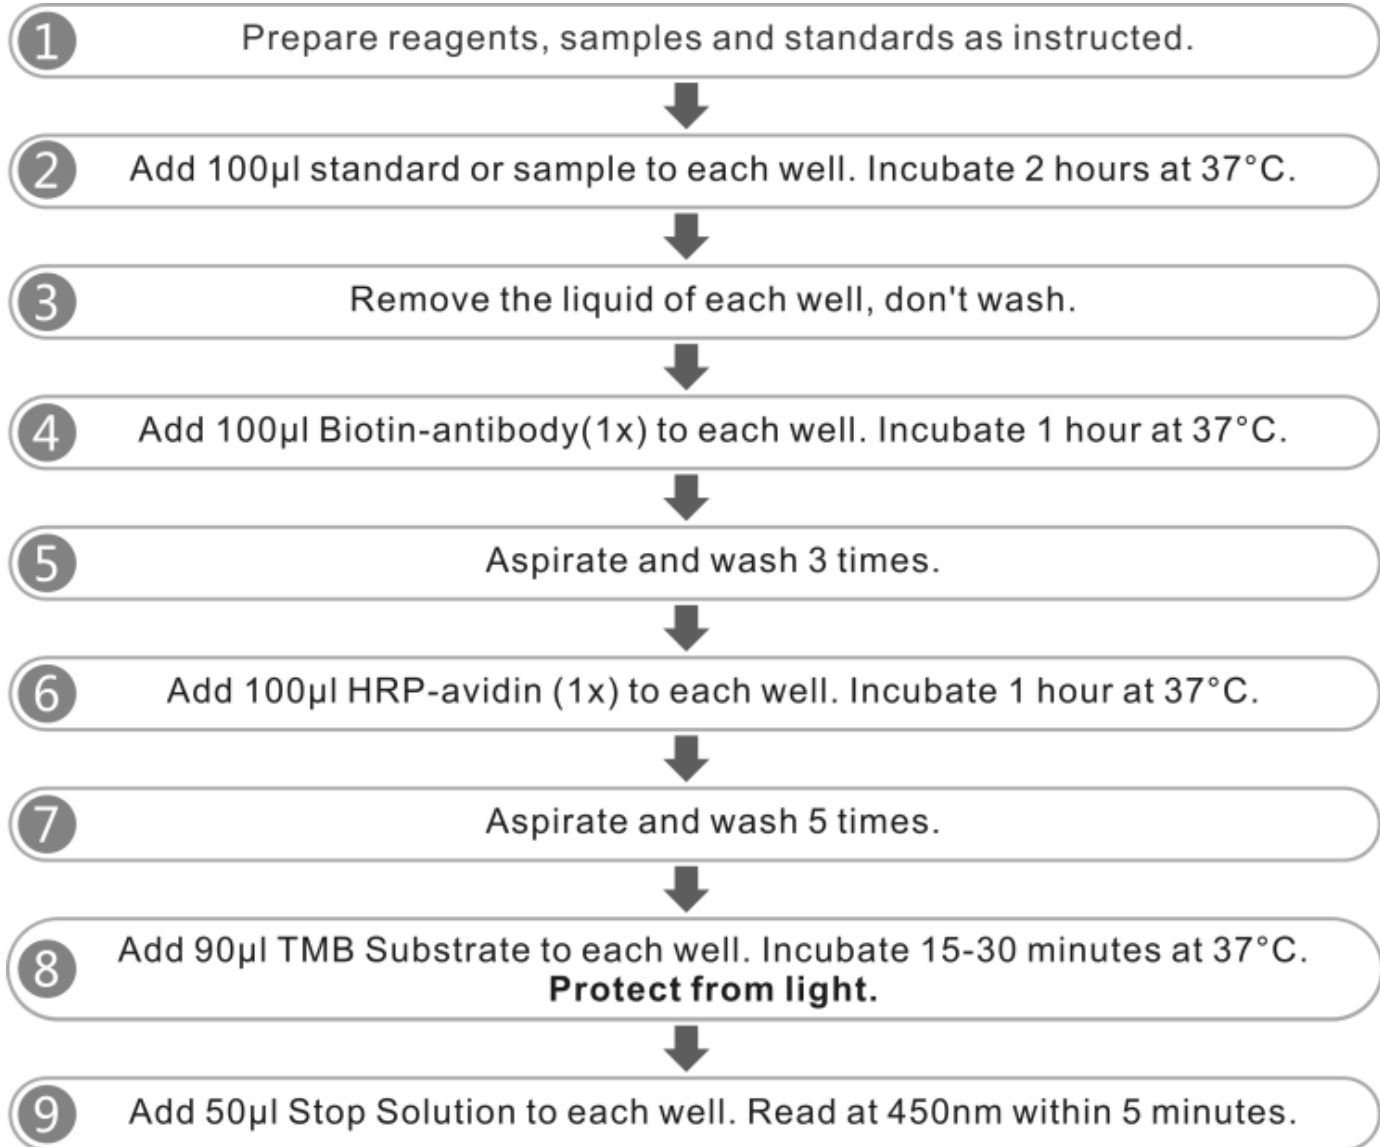 1 Prepare reagents, samples and standards as instructed.
2 Add 100μl standard or sample to each well. Incubate 2 hours at 37°C.
3 Remove the liquid of each well, don't wash.
4 Add 100μl Biotin-antibody(1x) to each well. Incubate 1 hour at 37°C.
5 Aspirate and wash 3 times.
6 Add 100μl HRP-avidin (1x) to each well. Incubate 1 hour at 37°C.
7 Aspirate and wash 5 times.
8 Add 90μl TMB Substrate to each well. Incubate 15-30 minutes at 37°C.
Protect from light.
9 Add 50μl Stop Solution to each well. Read at 450nm within 5 minutes.